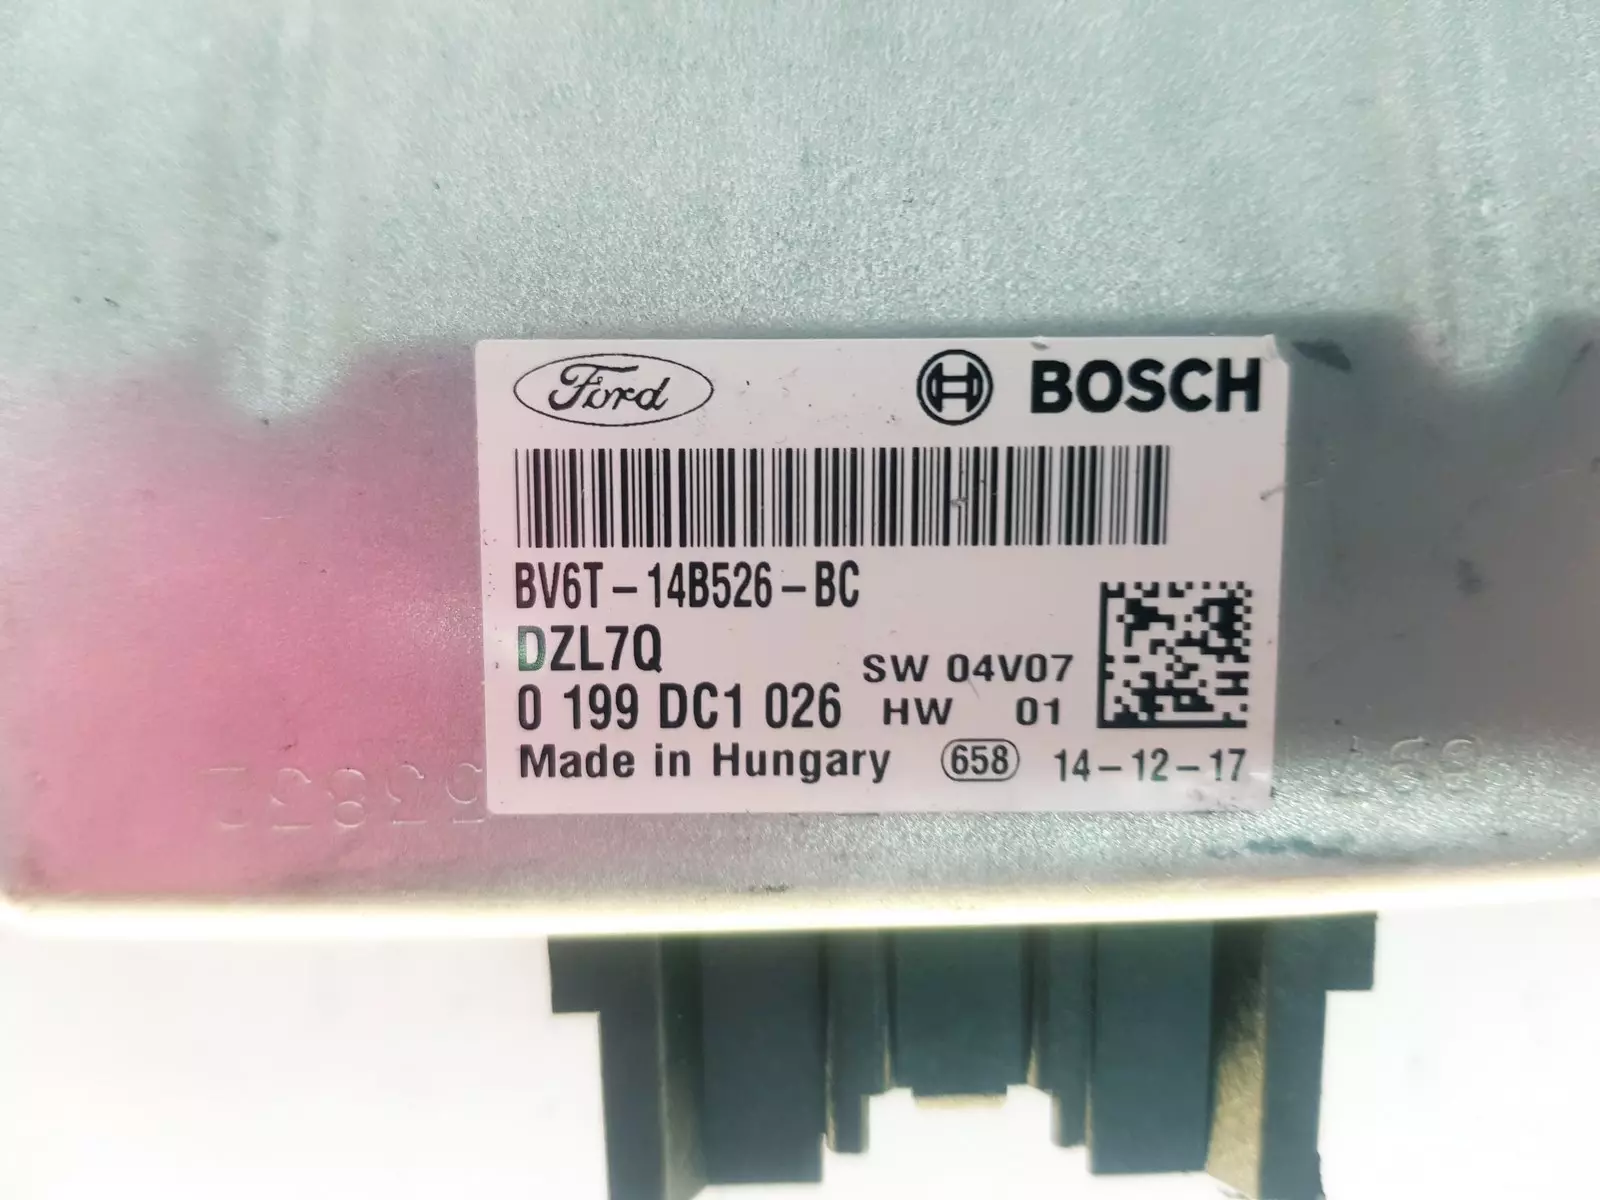 Ford BOSCH
BV6T-14B526-BC
DZL7Q
SW 04V07
0 199 DC1 026 HW 01
Made in Hungary 658 14-12-17